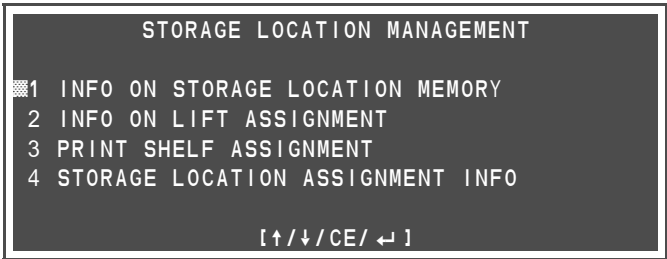 STORAGE LOCATION MANAGEMENT
1 INFO ON STORAGE LOCATION MEMORY
2 INFO ON LIFT ASSIGNMENT
3 PRINT SHELF ASSIGNMENT
4 STORAGE LOCATION ASSIGNMENT INFO
[↑/↓/CE/↵]